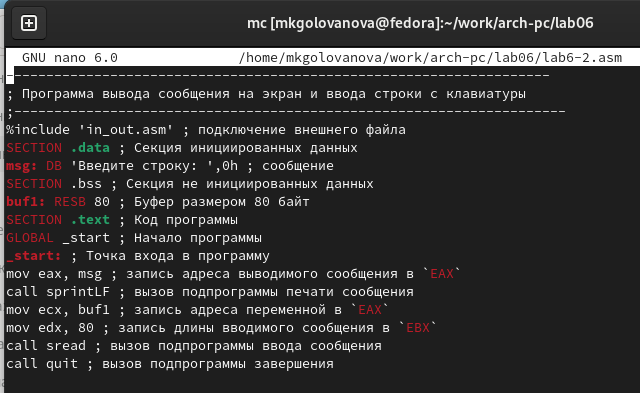 mc [mkgolovanova@fedora]:~/work/arch-pc/lab06
GNU nano 6.0 /home/mkgolovanova/work/arch-pc/lab06/lab6-2.asm
;-------------------------------------------------------------------
; Программа вывода сообщения на экран и ввода строки с клавиатуры
;---------------------------------------------------------------------
%include 'in_out.asm' ; подключение внешнего файла
SECTION .data ; Секция инициированных данных
msg: DB 'Введите строку: ',0h ; сообщение
SECTION .bss ; Секция не инициированных данных
buf1: RESB 80 ; Буфер размером 80 байт
SECTION .text ; Код программы
GLOBAL _start ; Начало программы
_start: ; Точка входа в программу
mov eax, msg ; запись адреса выводимого сообщения в `EAX`
call sprintLF ; вызов подпрограммы печати сообщения
mov ecx, buf1 ; запись адреса переменной в `EAX`
mov edx, 80 ; запись длины вводимого сообщения в `EBX`
call sread ; вызов подпрограммы ввода сообщения
call quit ; вызов подпрограммы завершения